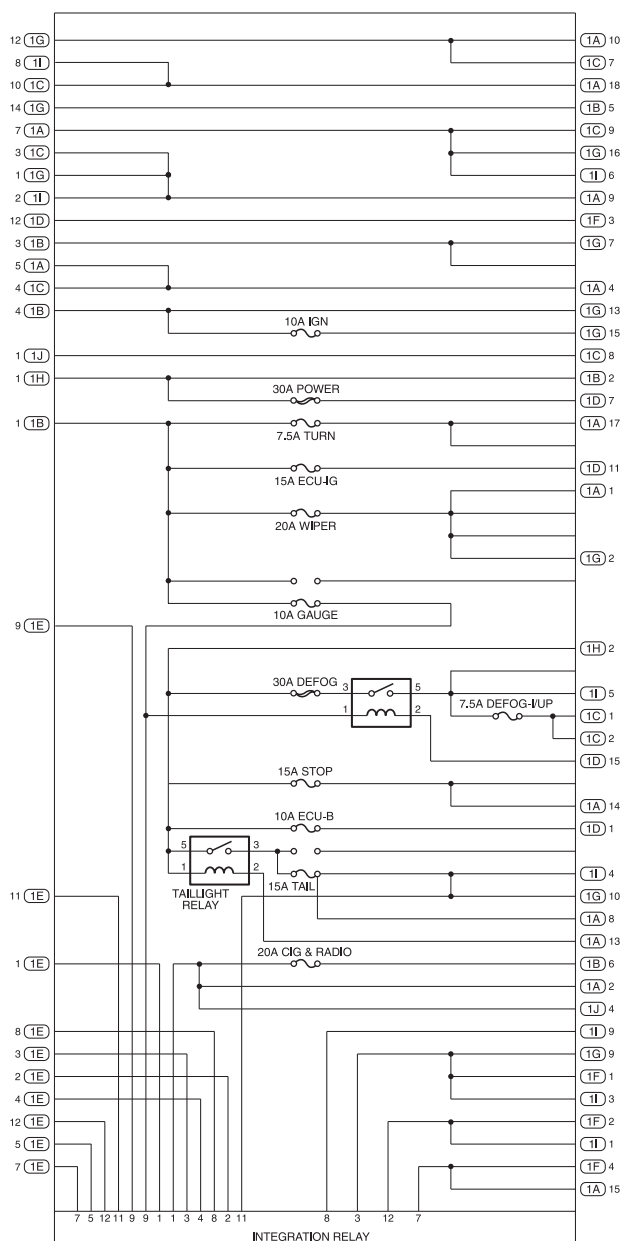 12 1G 1A 10
8 1I 1C 7
10 1C 1A 18
14 1G 1B 5
7 1A 1C 9
3 1C 1G 16
1 1G 1I 6
2 1I 1A 9
12 1D 1F 3
3 1B 1G 7
5 1A
4 1C 1A 4
4 1B 1G 13
10A IGN
1G 15
1 1J 1C 8
1 1H 1B 2
30A POWER
1D 7
1 1B 1A 17
7.5A TURN
1D 11
15A ECU-IG
1A 1
20A WIPER
1G 2
10A GAUGE
9 1E
1H 2
30A DEFOG 3 5 1I 5
7.5A DEFOG-I/UP
1 2 1C 1
1C 2
1D 15
15A STOP
1A 14
10A ECU-B
1D 1
5 3
1 2 1I 4
15A TAIL
TAILLIGHT
RELAY
11 1E 1G 10
1A 8
1A 13
20A CIG & RADIO
1 1E 1B 6
1A 2
1J 4
8 1E 1I 9
3 1E 1G 9
2 1E 1F 1
4 1E 1I 3
12 1E 1F 2
5 1E 1I 1
7 1E 1F 4
1A 15
7 5 12 11 9 9 1 1 3 4 8 2 11 8 3 12 7
INTEGRATION RELAY